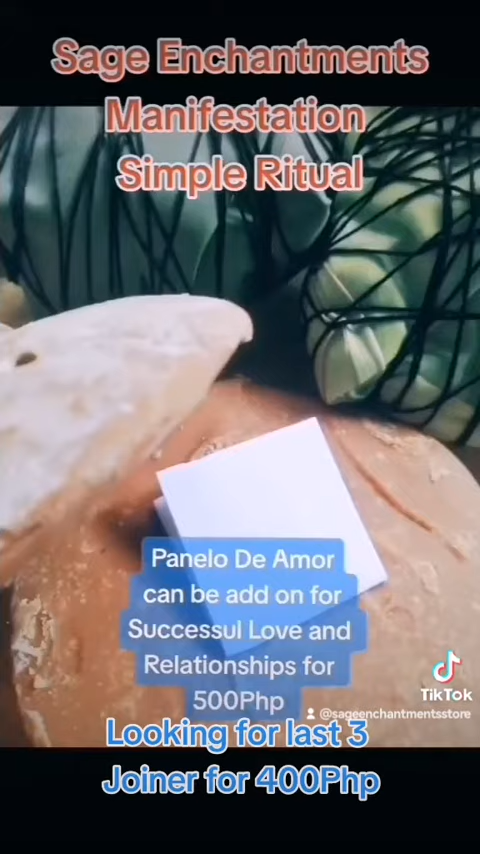 Sage Enchantments
Manifestation
Simple Ritual
Panelo De Amor
can be add on for
Successul Love and
Relationships for
500Php
TikTok
@sageenchantmentsstore
Looking for last 3
Joiner for 400Php